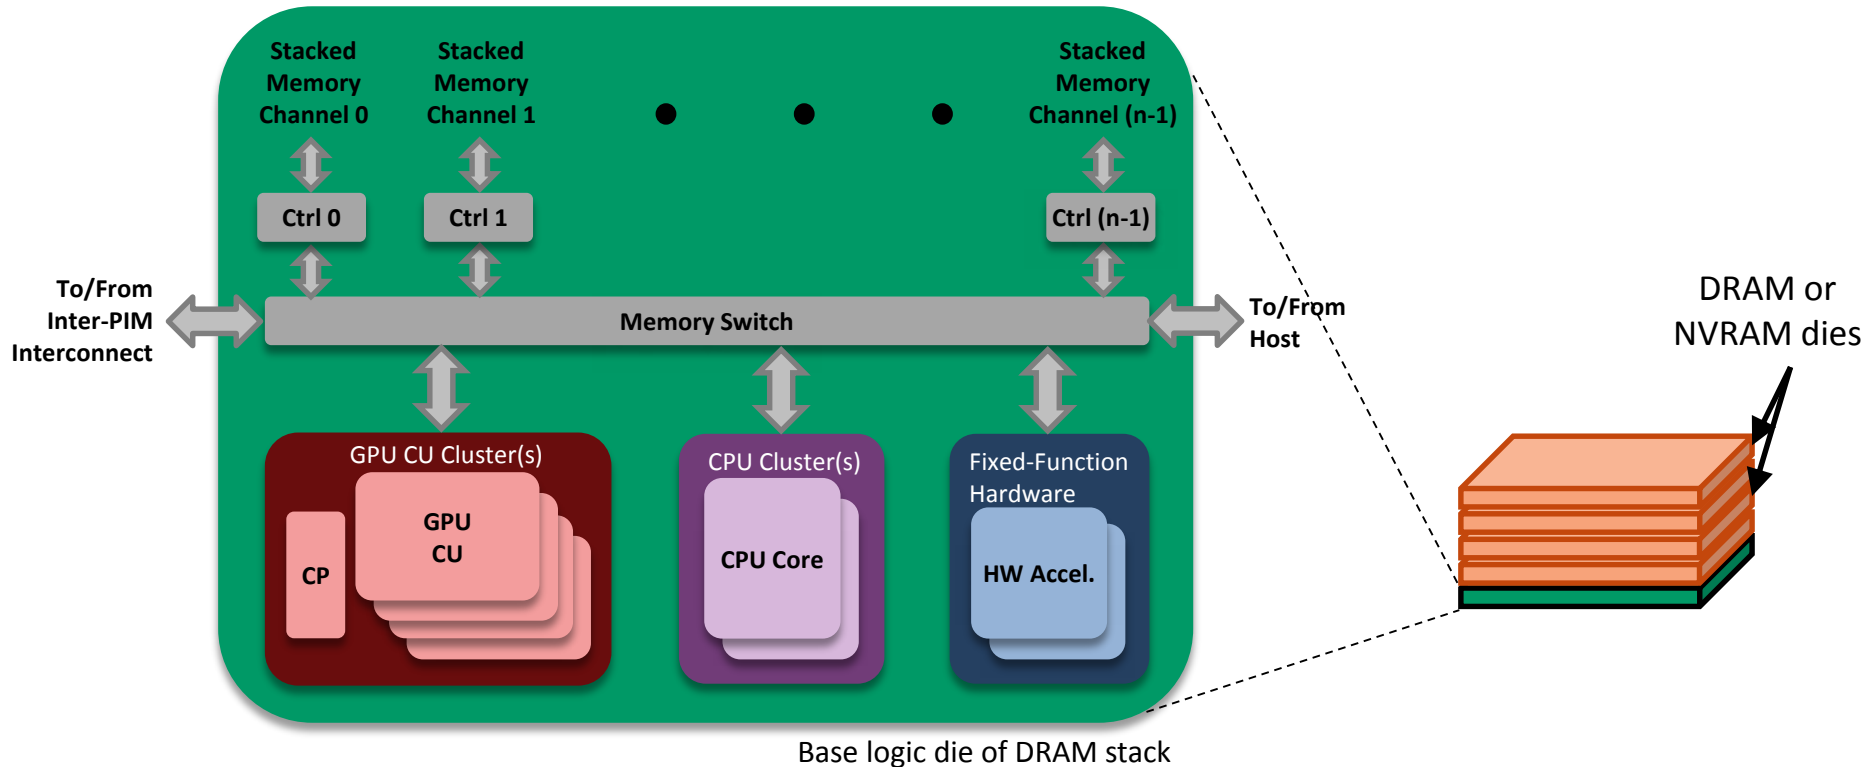 Stacked
Memory
Channel 0
Stacked
Memory
Channel 1
Stacked
Memory
Channel (n-1)
Ctrl 0
Ctrl 1
Ctrl (n-1)
To/From
Inter-PIM
Interconnect
Memory Switch
To/From
Host
DRAM or
NVRAM dies
GPU CU Cluster(s)
CP
GPU
CU
CPU Cluster(s)
CPU Core
Fixed-Function
Hardware
HW Accel.
Base logic die of DRAM stack